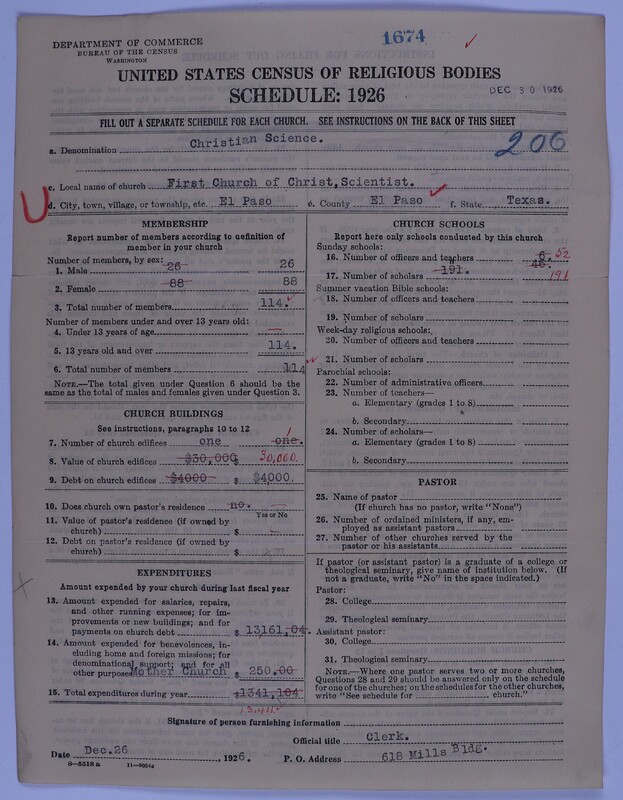 1674
DEPARTMENT OF COMMERCE
BUREAU OF THE CENSUS
WASHINGTON
UNITED STATES CENSUS OF RELIGIOUS BODIES
SCHEDULE: 1926
DEC 30 1926
FILL OUT A SEPARATE SCHEDULE FOR EACH CHURCH. SEE INSTRUCTIONS ON THE BACK OF THIS SHEET
a. Denomination Christian Science. 206
c. Local name of church First Church of Christ,Scientist.
d. City, town, village, or township, etc. El Paso e. County El Paso f. State Texas.
MEMBERSHIP
Report number of members according to definition of
member in your church
Number of members, by sex:
1. Male 26 26
2. Female 88 88
3. Total number of members 114.
Number of members under and over 13 years old:
4. Under 13 years of age
5. 13 years old and over 114.
6. Total number of members 114
NOTE.—The total given under Question 6 should be the
same as the total of males and females given under Question 3.
CHURCH BUILDINGS
See instructions, paragraphs 10 to 12
7. Number of church edifices one one. 1
8. Value of church edifices $30,000 30,000.
9. Debt on church edifices $4000 $4000.
10. Does church own pastor's residence no.
Yes or No
11. Value of pastor's residence (if owned by
church) $
12. Debt on pastor's residence (if owned by
church) $
EXPENDITURES
Amount expended by your church during last fiscal year
13. Amount expended for salaries, repairs,
and other running expenses; for im-
provements or new buildings; and for
payments on church debt $ 13161,04.
14. Amount expended for benevolences, in-
cluding home and foreign missions; for
denominational support; and for all
other purposes Mother Church $ 250.00
15. Total expenditures during year $1341,104
13,411.
CHURCH SCHOOLS
Report here only schools conducted by this church
Sunday schools:
16. Number of officers and teachers 6. 46. 52
17. Number of scholars 191. 191
Summer vacation Bible schools:
18. Number of officers and teachers
19. Number of scholars
Week-day religious schools:
20. Number of officers and teachers
21. Number of scholars
Parochial schools:
22. Number of administrative officers
23. Number of teachers—
a. Elementary (grades 1 to 8)
b. Secondary
24. Number of scholars—
a. Elementary (grades 1 to 8)
b. Secondary
PASTOR
25. Name of pastor
(If church has no pastor, write "None")
26. Number of ordained ministers, if any, em-
ployed as assistant pastors
27. Number of other churches served by the
pastor or his assistants
If pastor (or assistant pastor) is a graduate of a college or
theological seminary, give name of institution below. (If
not a graduate, write "No" in the space indicated.)
Pastor:
28. College
29. Theological seminary
Assistant pastor:
30. College
31. Theological seminary
NOTE.—Where one pastor serves two or more churches,
Questions 28 and 29 should be answered only on the schedule
for one of the churches; on the schedules for the other churches,
write "See schedule for church."
Signature of person furnishing information
Official title Clerk.
Date Dec.26, 1926. P. O. Address 618 Mills Bldg.
8—5518a 11—9051a